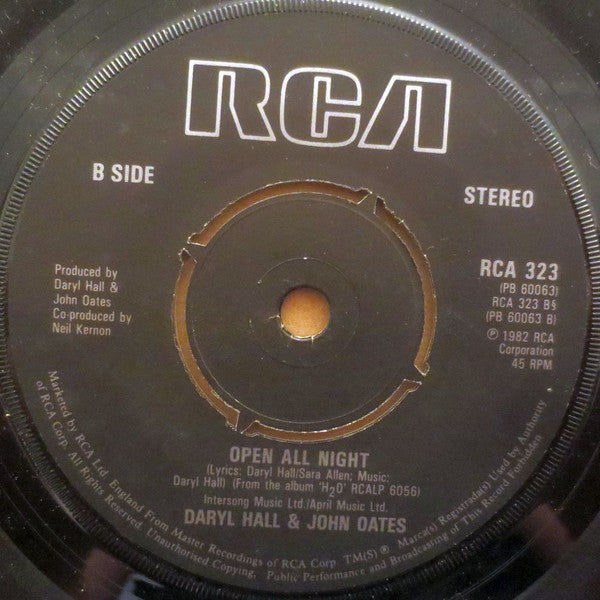 RCA
B SIDE
STEREO
Produced by
Daryl Hall &
John Oates
Co-produced by
Neil Kernon
RCA 323
(PB 60063)
RCA 323 B§
(PB 60063 B)
℗ 1982 RCA
Corporation
45 RPM
OPEN ALL NIGHT
(Lyrics: Daryl Hall/Sara Allen; Music:
Daryl Hall) (From the album 'H₂O' RCALP 6056)
Intersong Music Ltd./April Music Ltd.
DARYL HALL & JOHN OATES
Marketed by RCA Ltd. England From Master Recordings of RCA Corp. TM(S) ® Marca(s) Registrada(s) Used by Authority
of RCA Corp. All Rights Reserved. Unauthorised Copying, Public Performance and Broadcasting of This Record Forbidden